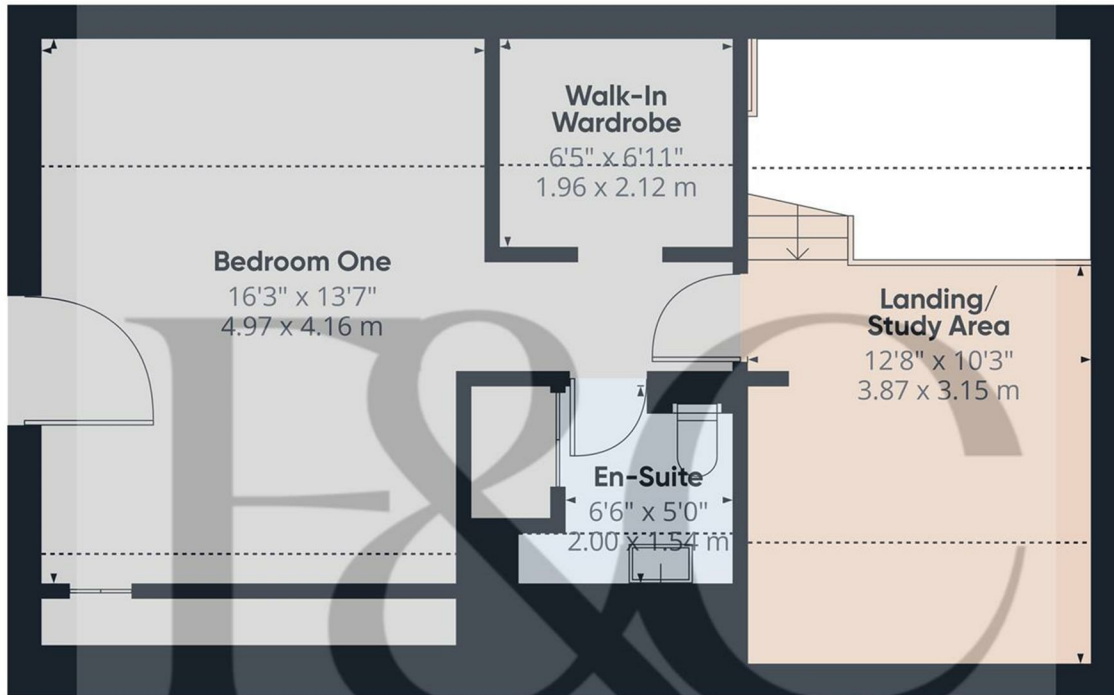 Walk-In
Wardrobe
6'5" x 6'11"
1.96 x 2.12 m
Bedroom One
16'3" x 13'7"
4.97 x 4.16 m
Landing/
Study Area
12'8" x 10'3"
3.87 x 3.15 m
En-Suite
6'6" x 5'0"
2.00 x 1.54 m
F&C